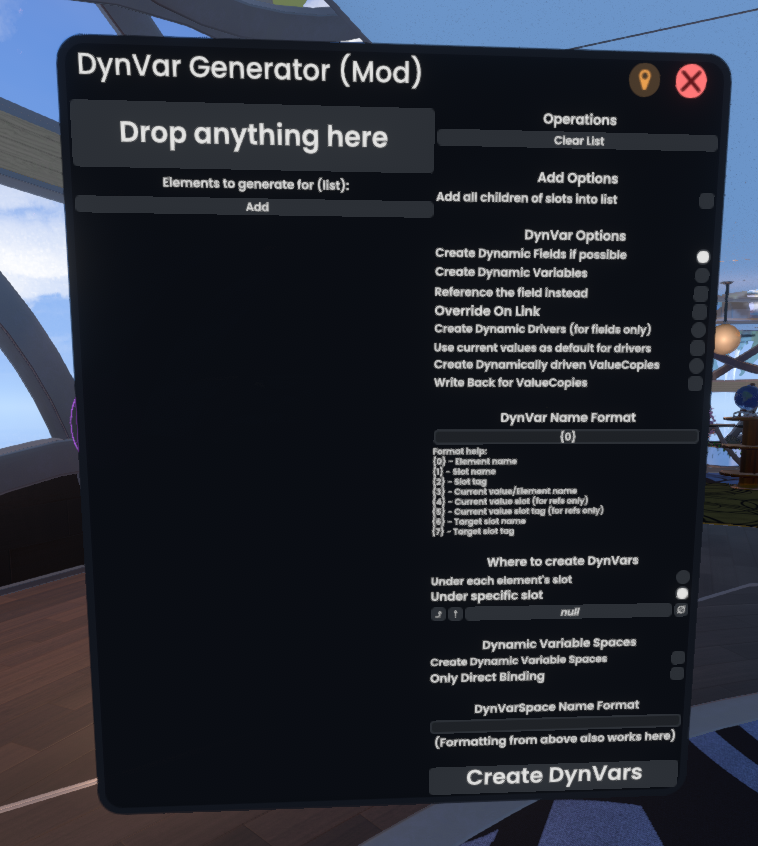 DynVar Generator (Mod)
Drop anything here
Elements to generate for (list):
Add
Operations
Clear List
Add Options
Add all children of slots into list
DynVar Options
Create Dynamic Fields if possible
Create Dynamic Variables
Reference the field instead
Override On Link
Create Dynamic Drivers (for fields only)
Use current values as default for drivers
Create Dynamically driven ValueCopies
Write Back for ValueCopies
DynVar Name Format
{0}
Format help:
{0} - Element name
{1} - Slot name
{2} - Slot tag
{3} - Current value/Element name
{4} - Current value slot (for refs only)
{5} - Current value slot tag (for refs only)
{6} - Target slot name
{7} - Target slot tag
Where to create DynVars
Under each element's slot
Under specific slot
null
Dynamic Variable Spaces
Create Dynamic Variable Spaces
Only Direct Binding
DynVarSpace Name Format
(Formatting from above also works here)
Create DynVars